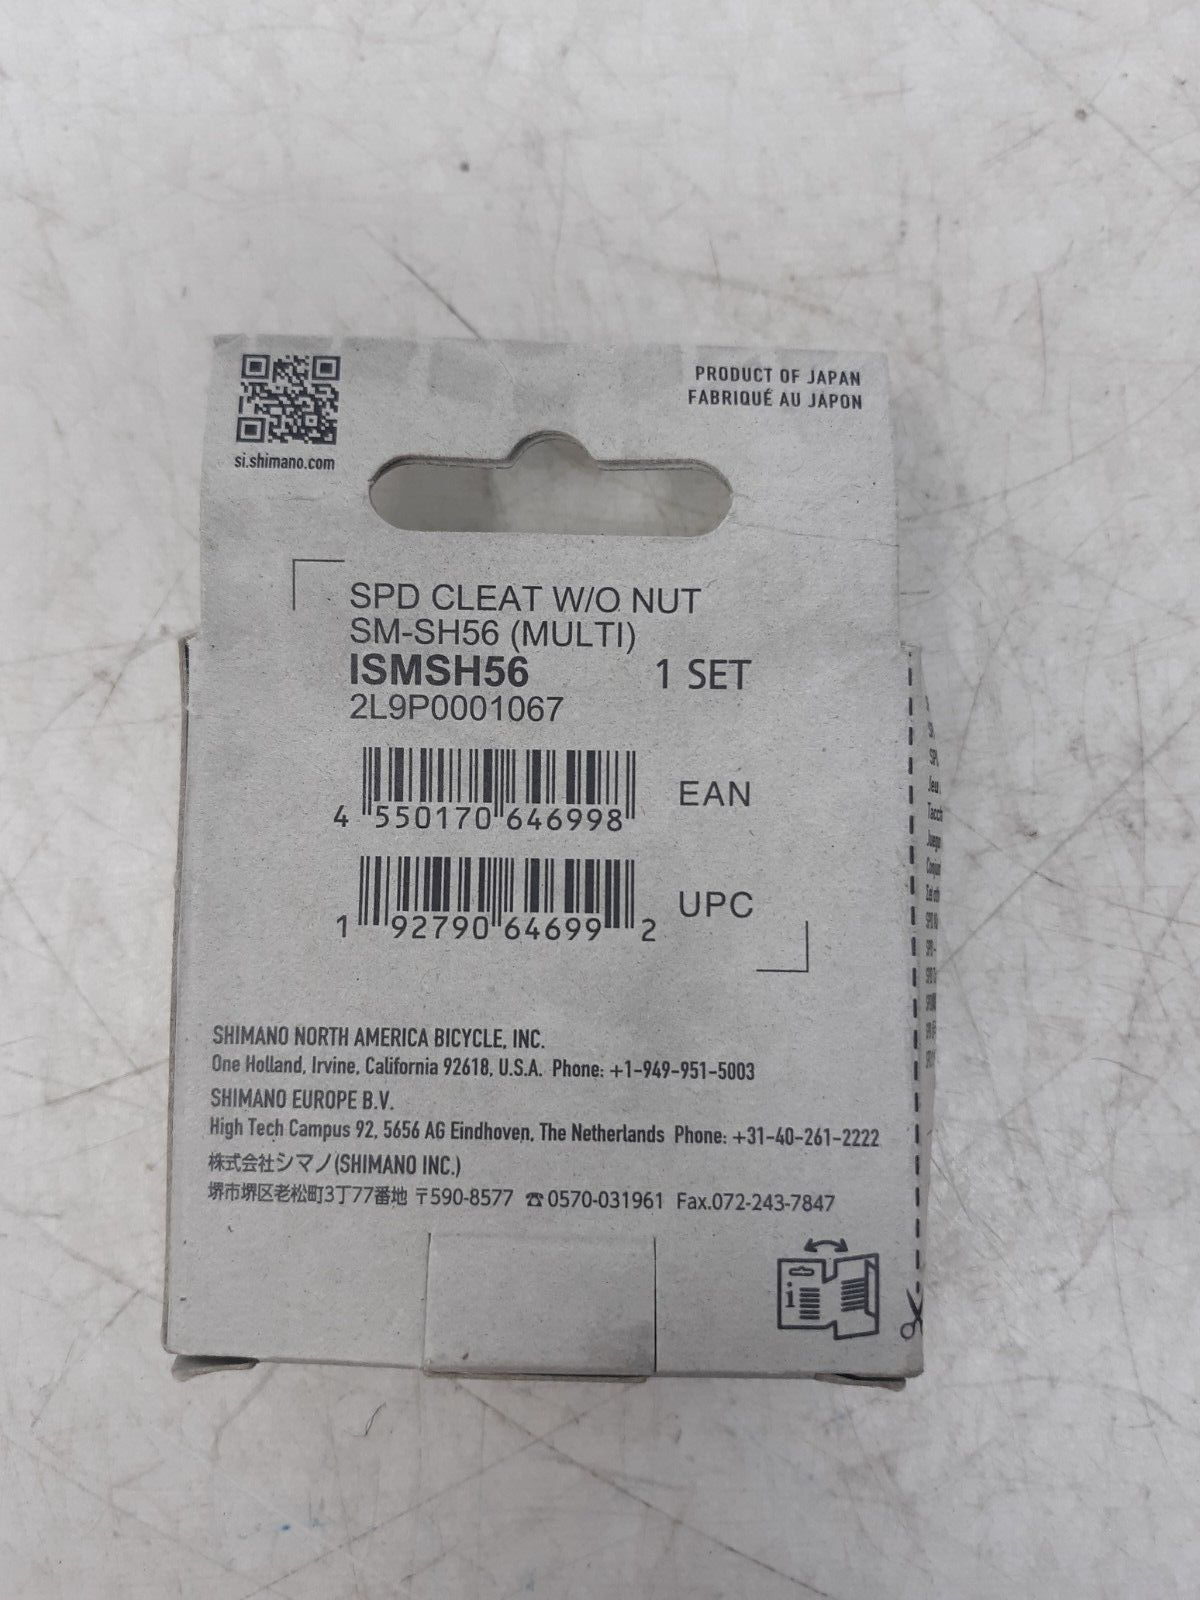 si.shimano.com
PRODUCT OF JAPAN
FABRIQUÉ AU JAPON
SPD CLEAT W/O NUT
SM-SH56 (MULTI)
ISMSH56 1 SET
2L9P0001067
4 550170 646998 EAN
1 92790 64699 2 UPC
SHIMANO NORTH AMERICA BICYCLE, INC.
One Holland, Irvine, California 92618, U.S.A. Phone: +1-949-951-5003
SHIMANO EUROPE B.V.
High Tech Campus 92, 5656 AG Eindhoven, The Netherlands Phone: +31-40-261-2222
株式会社シマノ(SHIMANO INC.)
堺市堺区老松町3丁77番地 〒590-8577 ☎0570-031961 Fax.072-243-7847
i